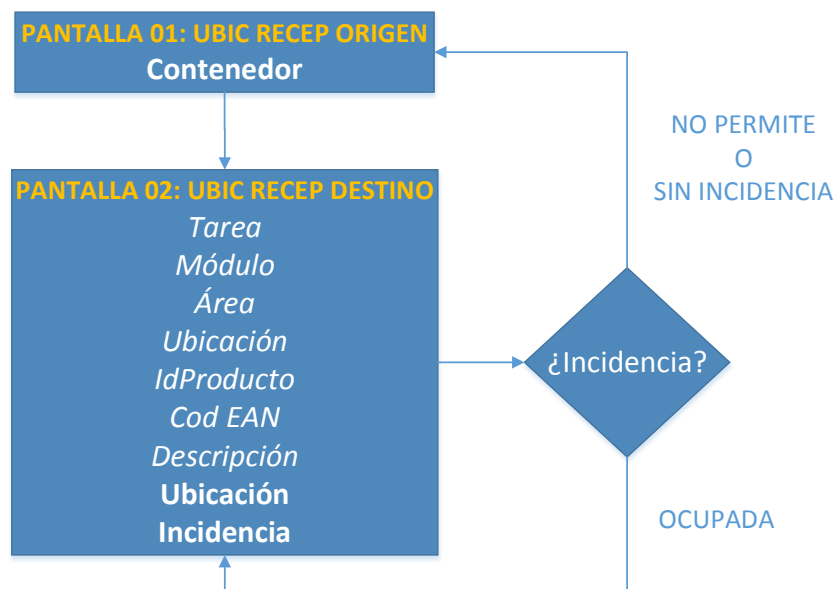 PANTALLA 01: UBIC RECEP ORIGEN
Contenedor
NO PERMITE
O
SIN INCIDENCIA
PANTALLA 02: UBIC RECEP DESTINO
Tarea
Módulo
Área
Ubicación
IdProducto
Cod EAN
Descripción
Ubicación
Incidencia
¿Incidencia?
OCUPADA